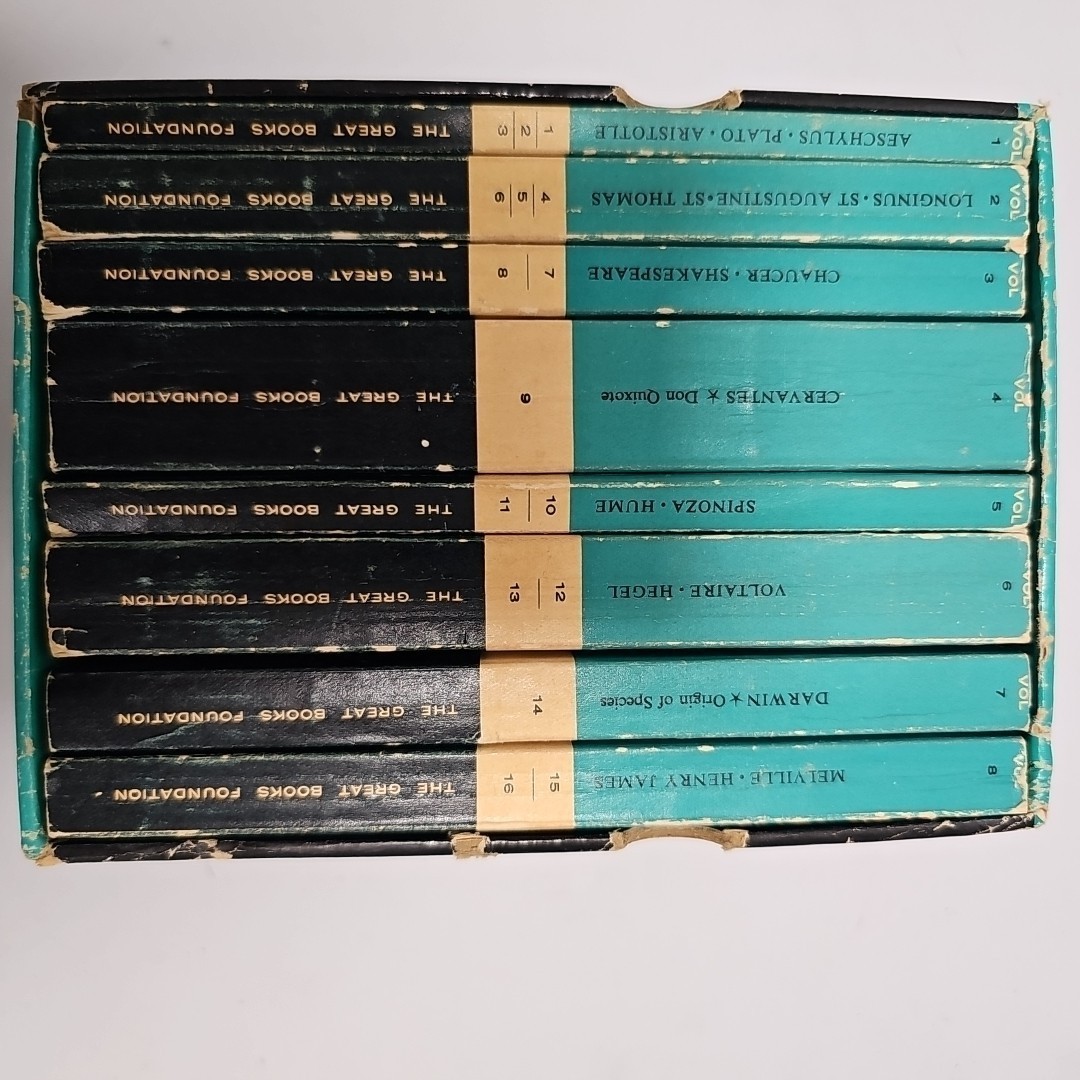 VOL 1
AESCHYLUS · PLATO · ARISTOTLE
1 2 3
THE GREAT BOOKS FOUNDATION
VOL 2
LONGINUS · ST AUGUSTINE · ST THOMAS
4 5 6
THE GREAT BOOKS FOUNDATION
VOL 3
CHAUCER · SHAKESPEARE
7 8
THE GREAT BOOKS FOUNDATION
VOL 4
CERVANTES ★ Don Quixote
9
THE GREAT BOOKS FOUNDATION
VOL 5
SPINOZA · HUME
10 11
THE GREAT BOOKS FOUNDATION
VOL 6
VOLTAIRE · HEGEL
12 13
THE GREAT BOOKS FOUNDATION
VOL 7
DARWIN ★ Origin of Species
14
THE GREAT BOOKS FOUNDATION
VOL 8
MELVILLE · HENRY JAMES
15 16
THE GREAT BOOKS FOUNDATION